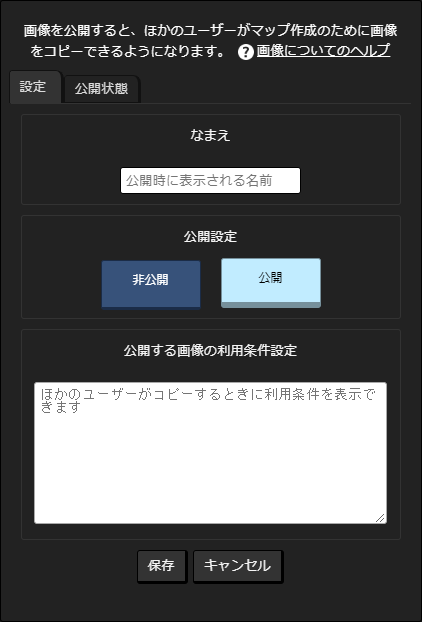 画像を公開すると、ほかのユーザーがマップ作成のために画像
をコピーできるようになります。 ?画像についてのヘルプ
設定 公開状態
なまえ
公開時に表示される名前
公開設定
非公開 公開
公開する画像の利用条件設定
ほかのユーザーがコピーするときに利用条件を表示で
きます
保存 キャンセル